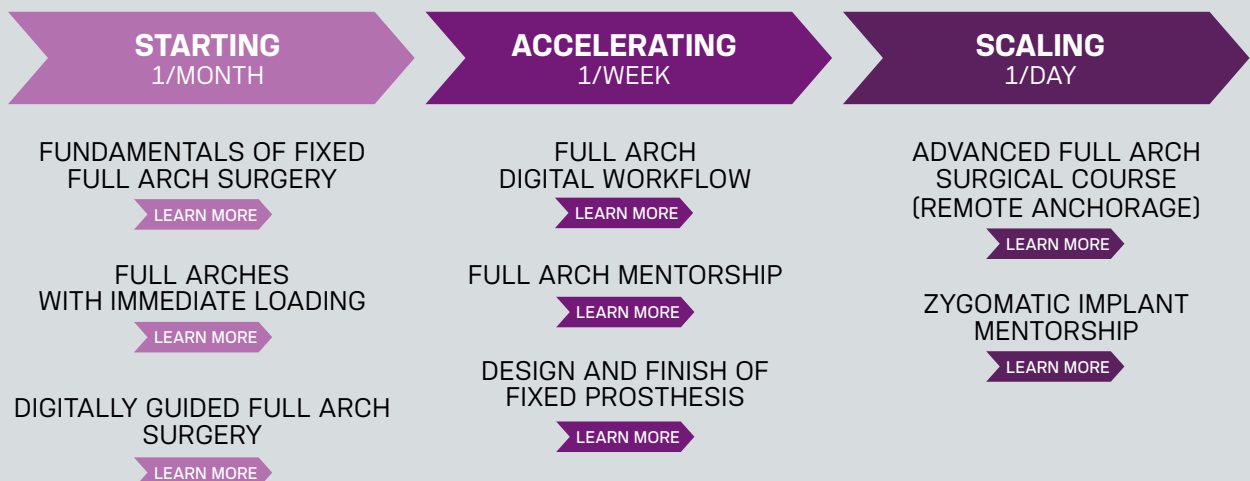 STARTING
1/MONTH
FUNDAMENTALS OF FIXED
FULL ARCH SURGERY
LEARN MORE
FULL ARCHES
WITH IMMEDIATE LOADING
LEARN MORE
DIGITALLY GUIDED FULL ARCH
SURGERY
LEARN MORE
ACCELERATING
1/WEEK
FULL ARCH
DIGITAL WORKFLOW
LEARN MORE
FULL ARCH MENTORSHIP
LEARN MORE
DESIGN AND FINISH OF
FIXED PROSTHESIS
LEARN MORE
SCALING
1/DAY
ADVANCED FULL ARCH
SURGICAL COURSE
(REMOTE ANCHORAGE)
LEARN MORE
ZYGOMATIC IMPLANT
MENTORSHIP
LEARN MORE